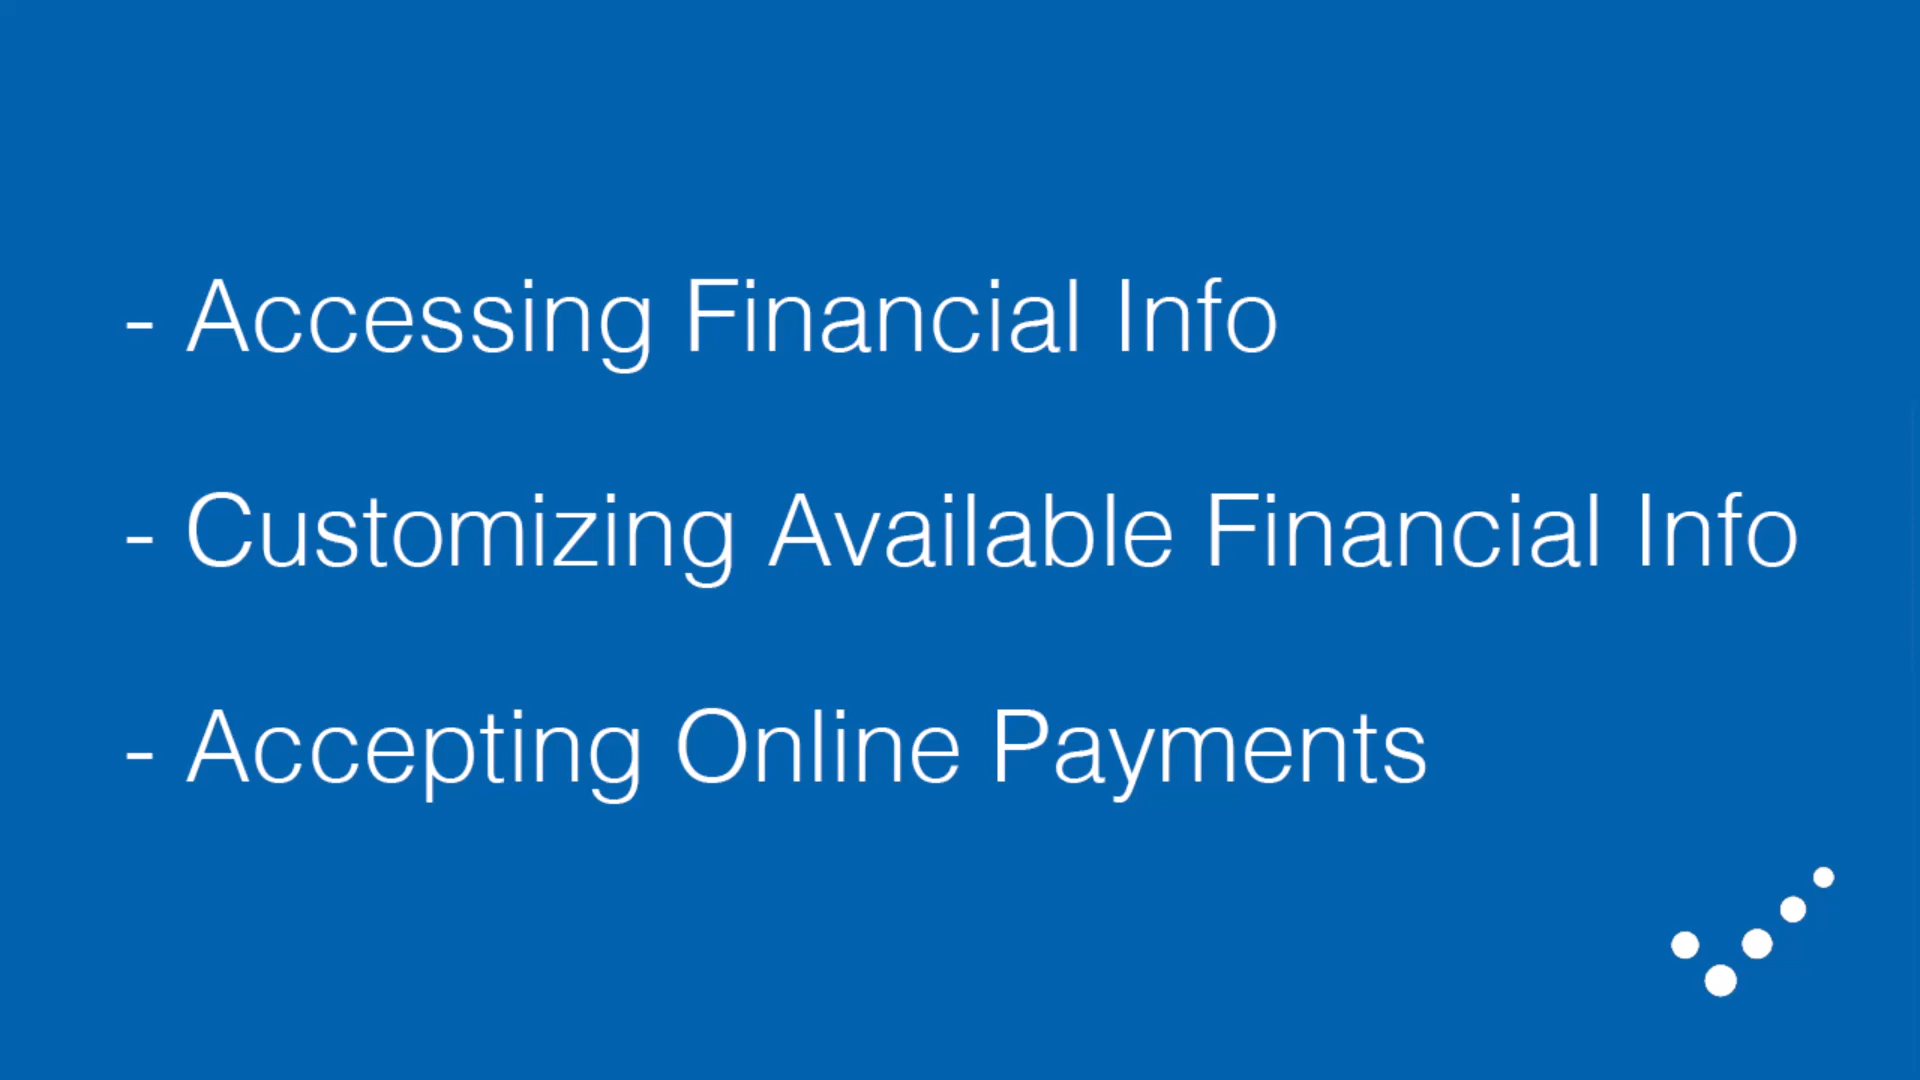 - Accessing Financial Info
- Customizing Available Financial Info
- Accepting Online Payments